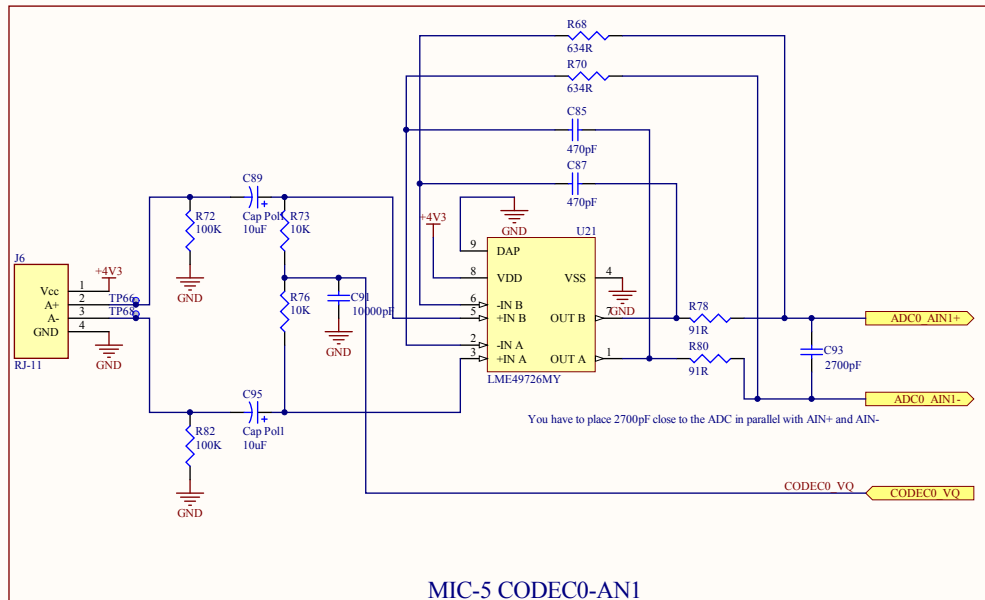 R68
634R
R70
634R
C85
470pF
C87
470pF
C89
Cap Pol1
10uF
R72
100K
GND
R73
10K
R76
10K
C91
10000pF
GND
J6
+4V3
Vcc 1
A+ 2
A- 3
GND 4
RJ-11
TP66
TP68
GND
+4V3
GND
U21
9 DAP
8 VDD
VSS 4
GND
6 -IN B
5 +IN B
OUT B 7
2 -IN A
3 +IN A
OUT A 1
LME49726MY
R78
91R
R80
91R
C93
2700pF
ADC0_AIN1+
ADC0_AIN1-
You have to place 2700pF close to the ADC in parallel with AIN+ and AIN-
C95
Cap Pol1
10uF
R82
100K
GND
CODEC0_VQ
CODEC0_VQ
MIC-5 CODEC0-AN1